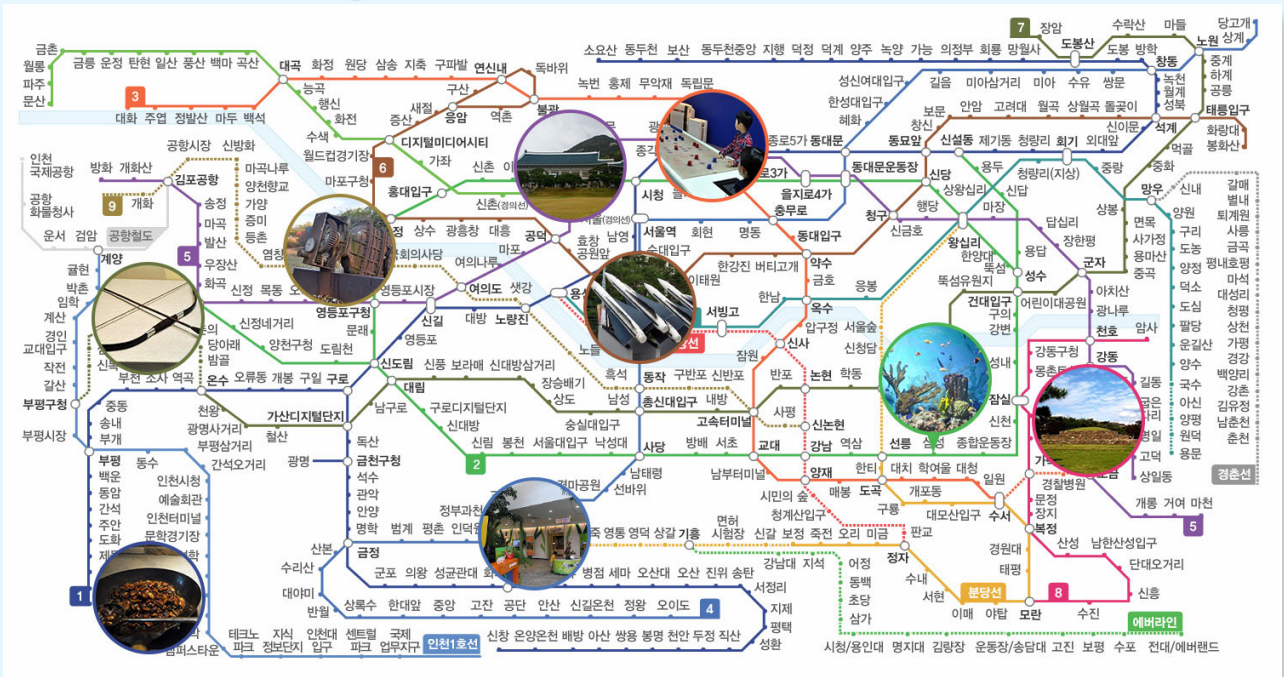 금촌
월롱
파주
문산
금릉 운정 탄현 일산 풍산 백마 곡산
대곡
화정 원당 삼송 지축 구파발
연신내
독바위
불광
녹번 홍제 무악재 독립문
3
대화 주엽 정발산 마두 백석
능곡
행신
화전
수색
구산
응암
역촌
새절
증산
디지털미디어시티
월드컵경기장
마포구청
6
가좌
신촌
홍대입구
신촌(경의선)
상수 광흥창 대흥
공덕
효창
공원앞
마포
여의나루
여의도
샛강
국회의사당
소요산 동두천 보산 동두천중앙 지행 덕정 덕계 양주 녹양 가능 의정부 회룡 망월사
7
장암
도봉산
수락산 마들
도봉 방학
노원
당고개
상계
창동
녹천
월계
성북
중계
하계
공릉
태릉입구
화랑대
봉화산
석계
신이문
성신여대입구
한성대입구
혜화
길음 미아삼거리 미아 수유 쌍문
보문
창신
안암 고려대 월곡 상월곡 돌곶이
종로5가 동대문
동묘앞
신설동
제기동 청량리
회기
외대앞
동대문운동장
신당
을지로4가
충무로
용두
신답
상왕십리
청량리(지상)
중랑
먹골
중화
상봉
망우
신내
갈매
별내
퇴계원
사릉
금곡
평내호평
마석
대성리
청평
상천
가평
경강
백양리
강촌
김유정
남춘천
춘천
경춘선
양원
구리
도농
양정
덕소
도심
팔당
운길산
양수
국수
아신
양평
원덕
용문
면목
사가정
용마산
중곡
시청
서울역
회현 명동
남영
숙대입구
동대입구
청구
신금호
행당
마장
답십리
장한평
왕십리
한양대
뚝섬
용답
성수
군자
아차산
광나루
약수
금호
한강진 버티고개
이태원
한남
옥수
응봉
서빙고
뚝섬유원지
건대입구
어린이대공원
구의
강변
천호
암사
강동구청
강동
길동
고덕
상일동
성내
잠실
신천
압구정
서울숲
신청담
신사
잠원
논현
학동
반포
사평
신논현
고속터미널
교대
강남
역삼
선릉
종합운동장
방배 서초
남부터미널
양재
매봉
도곡
한티
대치 학여울 대청
일원
구룡
개포동
대모산입구
수서
경찰병원
문정
장지
복정
개롱 거여 마천
5
산성 남한산성입구
단대오거리
신흥
수진
8
모란
경원대
태평
분당선
이매 야탑
수내
서현
정자
판교
시민의 숲
청계산입구
공항시장 신방화
인천
국제공항
공항
화물청사
운서 검암
공항철도
방화 개화산
김포공항
9
개화
송정
마곡
발산
우장산
화곡
5
마곡나루
양천향교
가양
증미
등촌
염창
계양
귤현
박촌
임학
계산
경인
교대입구
작전
갈산
부평구청
부평시장
신정 목동
영등포시장
영등포구청
문래
신길
대방
노량진
영등포
신정네거리
양천구청
도림천
신도림
신풍 보라매 신대방삼거리
장승배기
상도
대림
남구로
구로디지털단지
신대방
신림 봉천 서울대입구 낙성대
2
숭실대입구
남성
총신대입구
사당
노들
흑석
동작
구반포 신반포
내방
남태령
선바위
경마공원
온수
오류동 개봉 구일
구로
부천 소사 역곡
중동
송내
부개
부평
백운
동암
간석
주안
도화
천왕
광명사거리
철산
가산디지털단지
독산
금천구청
광명
석수
관악
안양
명학
금정
범계 평촌 인덕원
동수
부평삼거리
간석오거리
인천시청
예술회관
인천터미널
문학경기장
1
산본
수리산
대야미
반월
군포 의왕 성균관대
병점 세마 오산대 오산 진위 송탄
서정리
지제
평택
성환
상록수 한대앞 중앙 고잔 공단 안산 신길온천 정왕 오이도
4
신창 온양온천 배방 아산 쌍용 봉명 천안 두정 직산
테크노
파크
지식
정보단지
인천대
입구
센트럴
파크
국제
업무지구
인천1호선
캠퍼스타운
영통 영덕 상갈
기흥
면허
시험장
신갈 보정 죽전 오리 미금
강남대 지석
어정
동백
초당
삼가
시청/용인대 명지대 김량장 운동장/송담대 고진 보평 수포 전대/에버랜드
에버라인